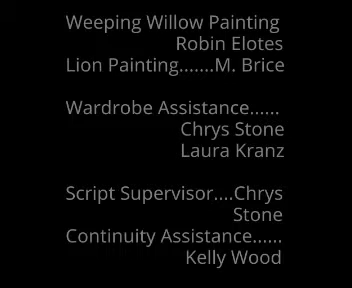 Weeping Willow Painting
Robin Elotes
Lion Painting.......M. Brice
Wardrobe Assistance......
Chrys Stone
Laura Kranz
Script Supervisor....Chrys
Stone
Continuity Assistance......
Kelly Wood